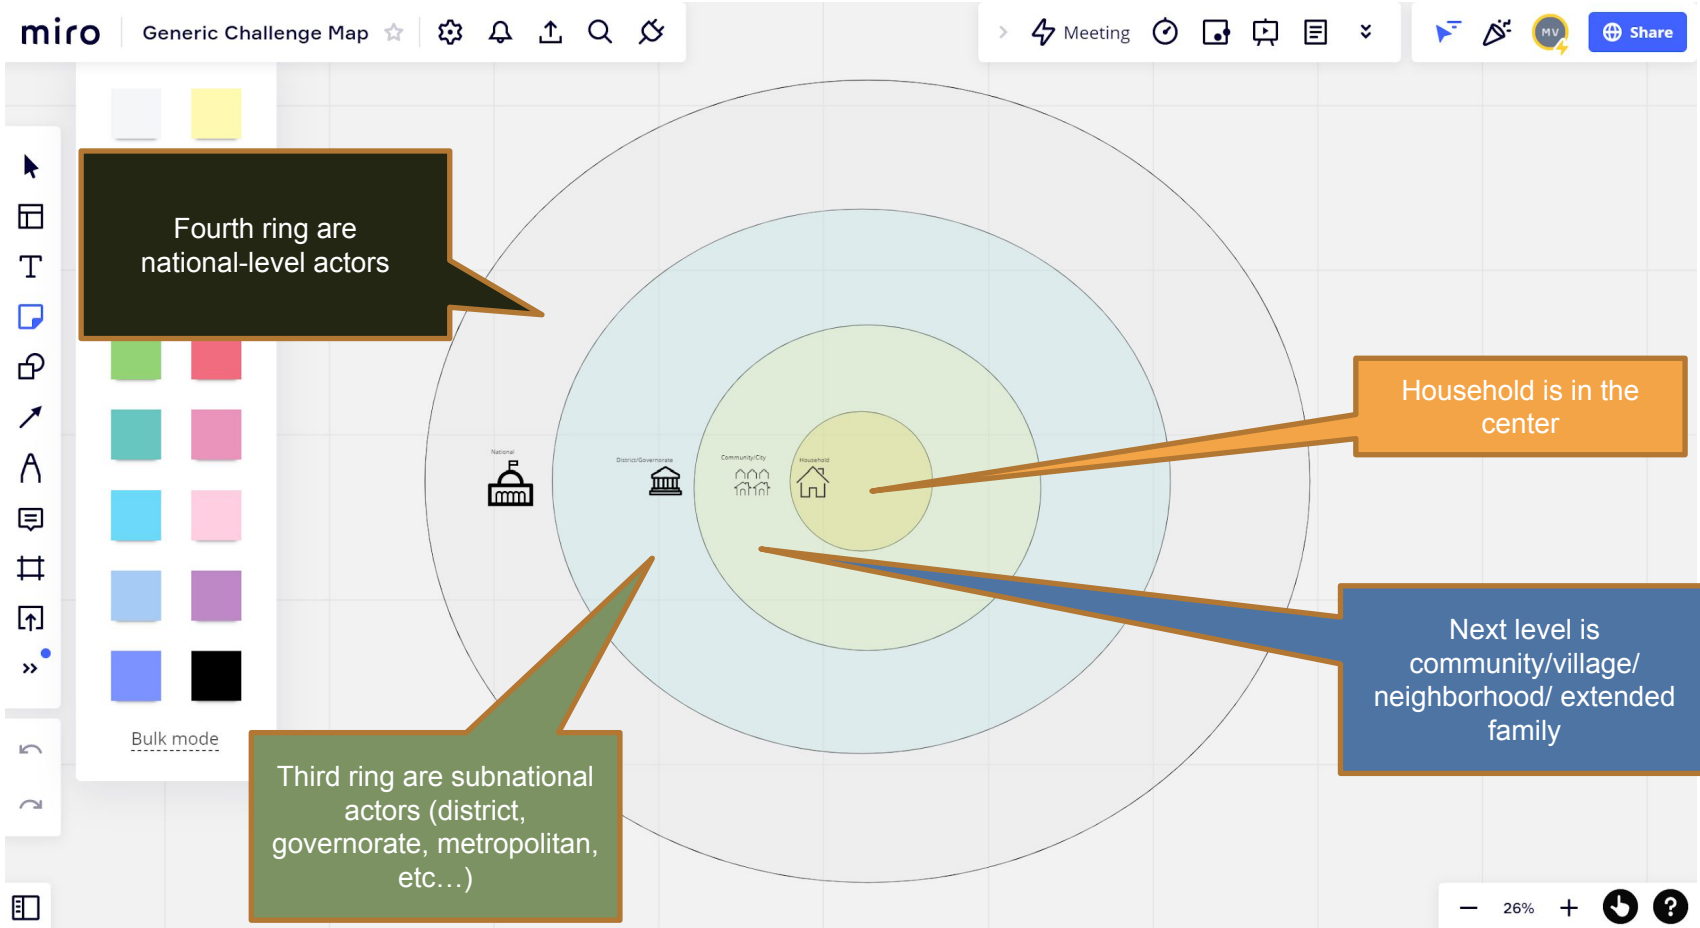 miro
Generic Challenge Map
Meeting
MV
Share
Fourth ring are
national-level actors
Household is in the
center
National
District/Governorate
Community/City
Household
Next level is
community/village/
neighborhood/ extended
family
Bulk mode
Third ring are subnational
actors (district,
governorate, metropolitan,
etc…)
26%